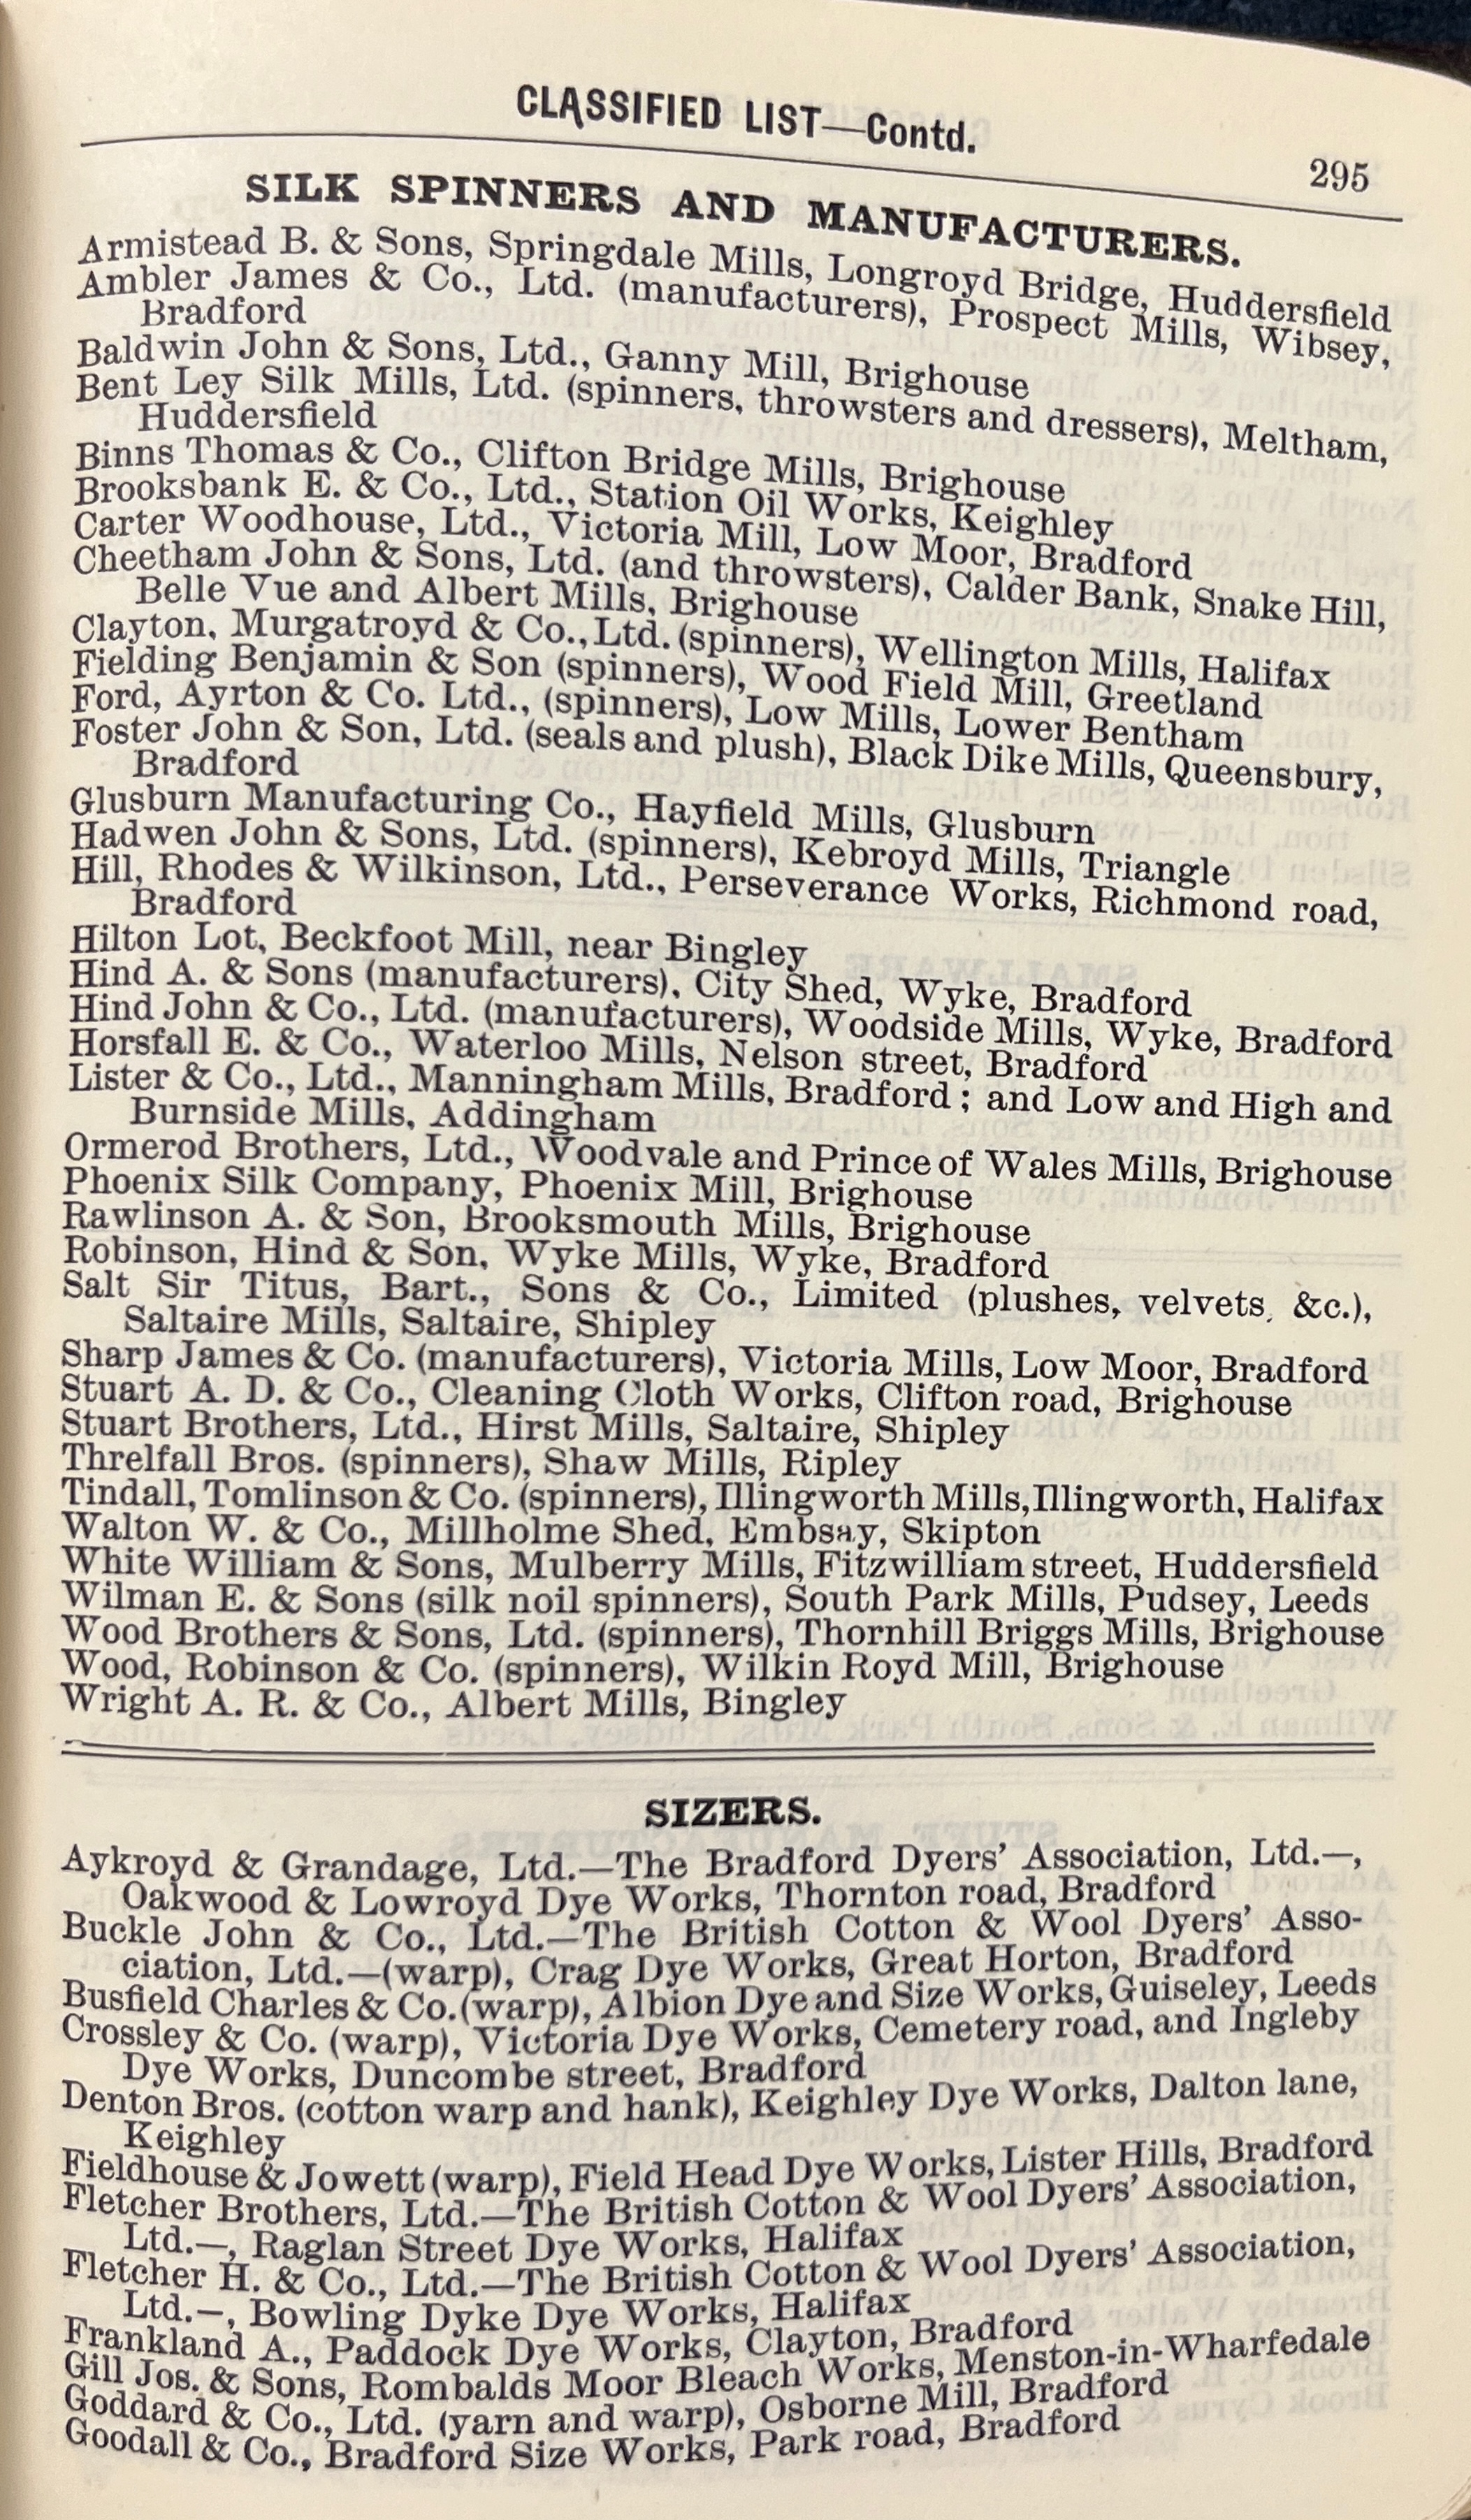 CLASSIFIED LIST—Contd.
295
SILK SPINNERS AND MANUFACTURERS.
Armistead B. & Sons, Springdale Mills, Longroyd Bridge, Huddersfield
Ambler James & Co., Ltd. (manufacturers), Prospect Mills, Wibsey,
Bradford
Baldwin John & Sons, Ltd., Ganny Mill, Brighouse
Bent Ley Silk Mills, Ltd. (spinners, throwsters and dressers), Meltham,
Huddersfield
Binns Thomas & Co., Clifton Bridge Mills, Brighouse
Brooksbank E. & Co., Ltd., Station Oil Works, Keighley
Carter Woodhouse, Ltd., Victoria Mill, Low Moor, Bradford
Cheetham John & Sons, Ltd. (and throwsters), Calder Bank, Snake Hill,
Belle Vue and Albert Mills, Brighouse
Clayton, Murgatroyd & Co., Ltd. (spinners), Wellington Mills, Halifax
Fielding Benjamin & Son (spinners), Wood Field Mill, Greetland
Ford, Ayrton & Co. Ltd., (spinners), Low Mills, Lower Bentham
Foster John & Son, Ltd. (seals and plush), Black Dike Mills, Queensbury,
Bradford
Glusburn Manufacturing Co., Hayfield Mills, Glusburn
Hadwen John & Sons, Ltd. (spinners), Kebroyd Mills, Triangle
Hill, Rhodes & Wilkinson, Ltd., Perseverance Works, Richmond road,
Bradford
Hilton Lot, Beckfoot Mill, near Bingley
Hind A. & Sons (manufacturers), City Shed, Wyke, Bradford
Hind John & Co., Ltd. (manufacturers), Woodside Mills, Wyke, Bradford
Horsfall E. & Co., Waterloo Mills, Nelson street, Bradford
Lister & Co., Ltd., Manningham Mills, Bradford; and Low and High and
Burnside Mills, Addingham
Ormerod Brothers, Ltd., Woodvale and Prince of Wales Mills, Brighouse
Phoenix Silk Company, Phoenix Mill, Brighouse
Rawlinson A. & Son, Brooksmouth Mills, Brighouse
Robinson, Hind & Son, Wyke Mills, Wyke, Bradford
Salt Sir Titus, Bart., Sons & Co., Limited (plushes, velvets, &c.),
Saltaire Mills, Saltaire, Shipley
Sharp James & Co. (manufacturers), Victoria Mills, Low Moor, Bradford
Stuart A. D. & Co., Cleaning Cloth Works, Clifton road, Brighouse
Stuart Brothers, Ltd., Hirst Mills, Saltaire, Shipley
Threlfall Bros. (spinners), Shaw Mills, Ripley
Tindall, Tomlinson & Co. (spinners), Illingworth Mills, Illingworth, Halifax
Walton W. & Co., Millholme Shed, Embsay, Skipton
White William & Sons, Mulberry Mills, Fitzwilliam street, Huddersfield
Wilman E. & Sons (silk noil spinners), South Park Mills, Pudsey, Leeds
Wood Brothers & Sons, Ltd. (spinners), Thornhill Briggs Mills, Brighouse
Wood, Robinson & Co. (spinners), Wilkin Royd Mill, Brighouse
Wright A. R. & Co., Albert Mills, Bingley
SIZERS.
Aykroyd & Grandage, Ltd.—The Bradford Dyers' Association, Ltd.—,
Oakwood & Lowroyd Dye Works, Thornton road, Bradford
Buckle John & Co., Ltd.—The British Cotton & Wool Dyers' Asso-
ciation, Ltd.—(warp), Crag Dye Works, Great Horton, Bradford
Busfield Charles & Co. (warp), Albion Dye and Size Works, Guiseley, Leeds
Crossley & Co. (warp), Victoria Dye Works, Cemetery road, and Ingleby
Dye Works, Duncombe street, Bradford
Denton Bros. (cotton warp and hank), Keighley Dye Works, Dalton lane,
Keighley
Fieldhouse & Jowett (warp), Field Head Dye Works, Lister Hills, Bradford
Fletcher Brothers, Ltd.—The British Cotton & Wool Dyers' Association,
Ltd.—, Raglan Street Dye Works, Halifax
Fletcher H. & Co., Ltd.—The British Cotton & Wool Dyers' Association,
Ltd.—, Bowling Dyke Dye Works, Halifax
Frankland A., Paddock Dye Works, Clayton, Bradford
Gill Jos. & Sons, Rombalds Moor Bleach Works, Menston-in-Wharfedale
Goddard & Co., Ltd. (yarn and warp), Osborne Mill, Bradford
Goodall & Co., Bradford Size Works, Park road, Bradford